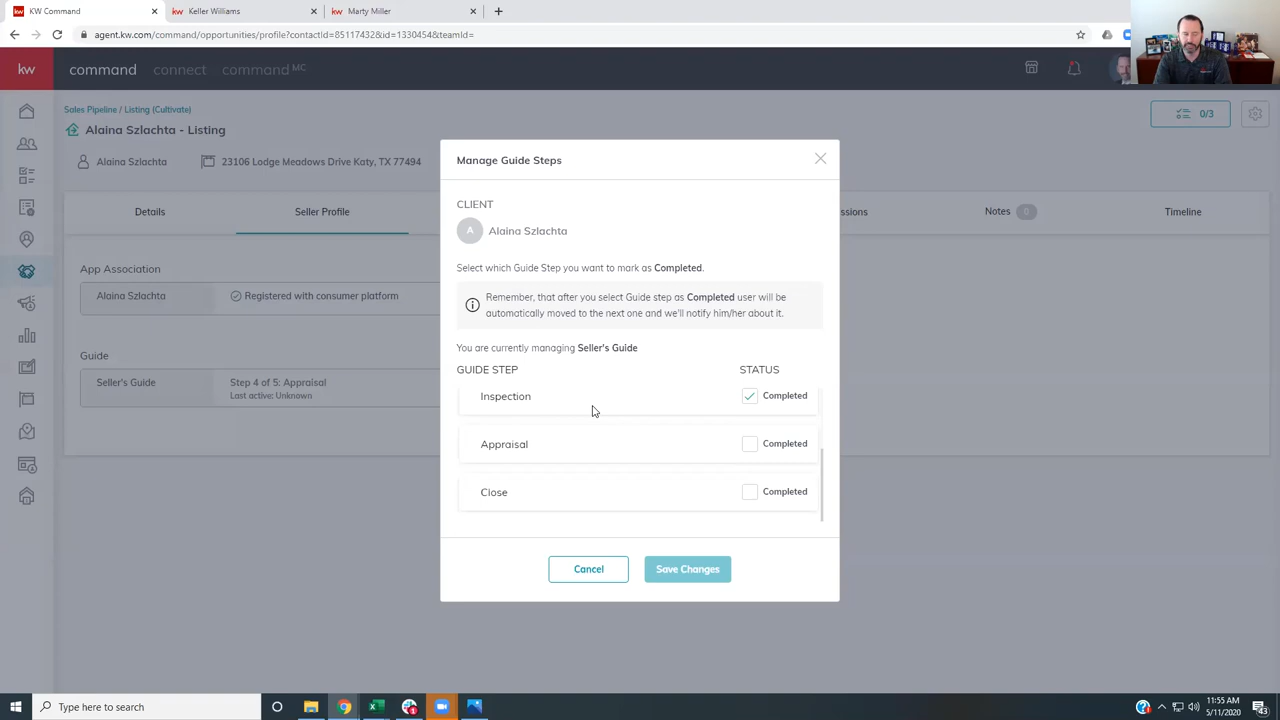 KW Command
Keller Williams
Marty Miller
agent.kw.com/command/opportunities/profile?contactId=85117432&id=1330454&teamId=
kw
command
connect
command MC
Sales Pipeline / Listing (Cultivate)
Alaina Szlachta - Listing
0/3
Alaina Szlachta
23106 Lodge Meadows Drive Katy, TX 77494
Details
Seller Profile
ssions
Notes 0
Timeline
App Association
Alaina Szlachta
Registered with consumer platform
Guide
Seller's Guide
Step 4 of 5: Appraisal
Last active: Unknown
Manage Guide Steps
CLIENT
A
Alaina Szlachta
Select which Guide Step you want to mark as Completed.
Remember, that after you select Guide step as Completed user will be
automatically moved to the next one and we'll notify him/her about it.
You are currently managing Seller's Guide
GUIDE STEP
STATUS
Inspection
Completed
Appraisal
Completed
Close
Completed
Cancel
Save Changes
Type here to search
11:55 AM
5/11/2020
43